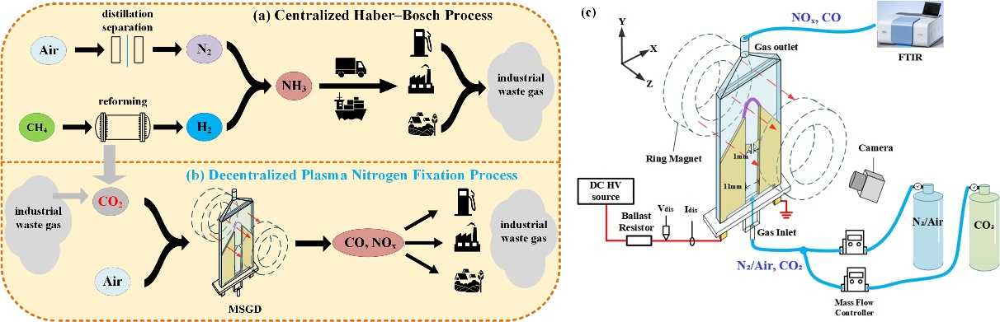 (a) Centralized Haber–Bosch Process
distillation
separation
Air
N₂
reforming
CH₄
H₂
NH₃
industrial
waste gas
(b) Decentralized Plasma Nitrogen Fixation Process
industrial
waste gas
CO₂
Air
MSGD
CO, NOₓ
industrial
waste gas
(c)
Y
X
Z
NOₓ, CO
Gas outlet
FTIR
Ring Magnet
1mm
11mm
Camera
DC HV
source
Ballast
Resistor
V_dis
I_dis
Gas Inlet
N₂/Air, CO₂
N₂/Air
CO₂
Mass Flow
Controller